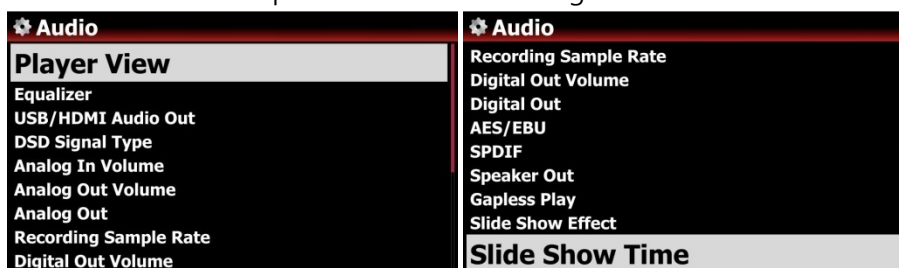 Audio
Player View
Equalizer
USB/HDMI Audio Out
DSD Signal Type
Analog In Volume
Analog Out Volume
Analog Out
Recording Sample Rate
Digital Out Volume
Audio
Recording Sample Rate
Digital Out Volume
Digital Out
AES/EBU
SPDIF
Speaker Out
Gapless Play
Slide Show Effect
Slide Show Time